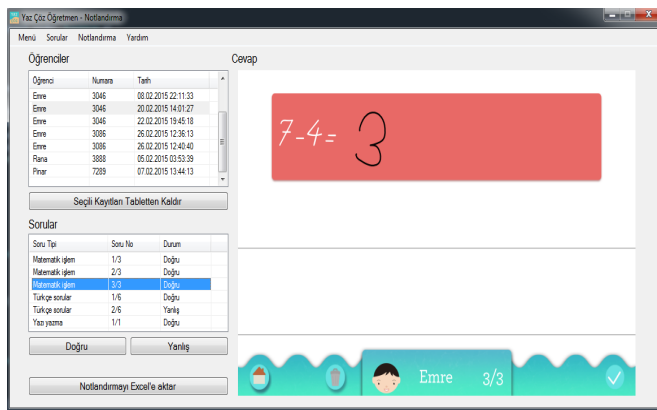 Yaz Çöz Öğretmen - Notlandırma
Menü Sorular Notlandırma Yardım
Öğrenciler
Öğrenci Numara Tarih
Emre 3046 08.02.2015 22:11:33
Emre 3046 20.02.2015 14:01:27
Emre 3046 22.02.2015 19:45:18
Emre 3086 26.02.2015 12:36:13
Emre 3086 26.02.2015 12:40:40
Rana 3888 05.02.2015 03:53:39
Pınar 7289 07.02.2015 13:44:13
Seçili Kayıtları Tabletten Kaldır
Sorular
Soru Tipi Soru No Durum
Matematik işlem 1/3 Doğru
Matematik işlem 2/3 Doğru
Matematik işlem 3/3 Doğru
Türkçe sorular 1/6 Doğru
Türkçe sorular 2/6 Yanlış
Yazı yazma 1/1 Doğru
Doğru Yanlış
Notlandırmayı Excel'e aktar
Cevap
7-4= 3
Emre 3/3